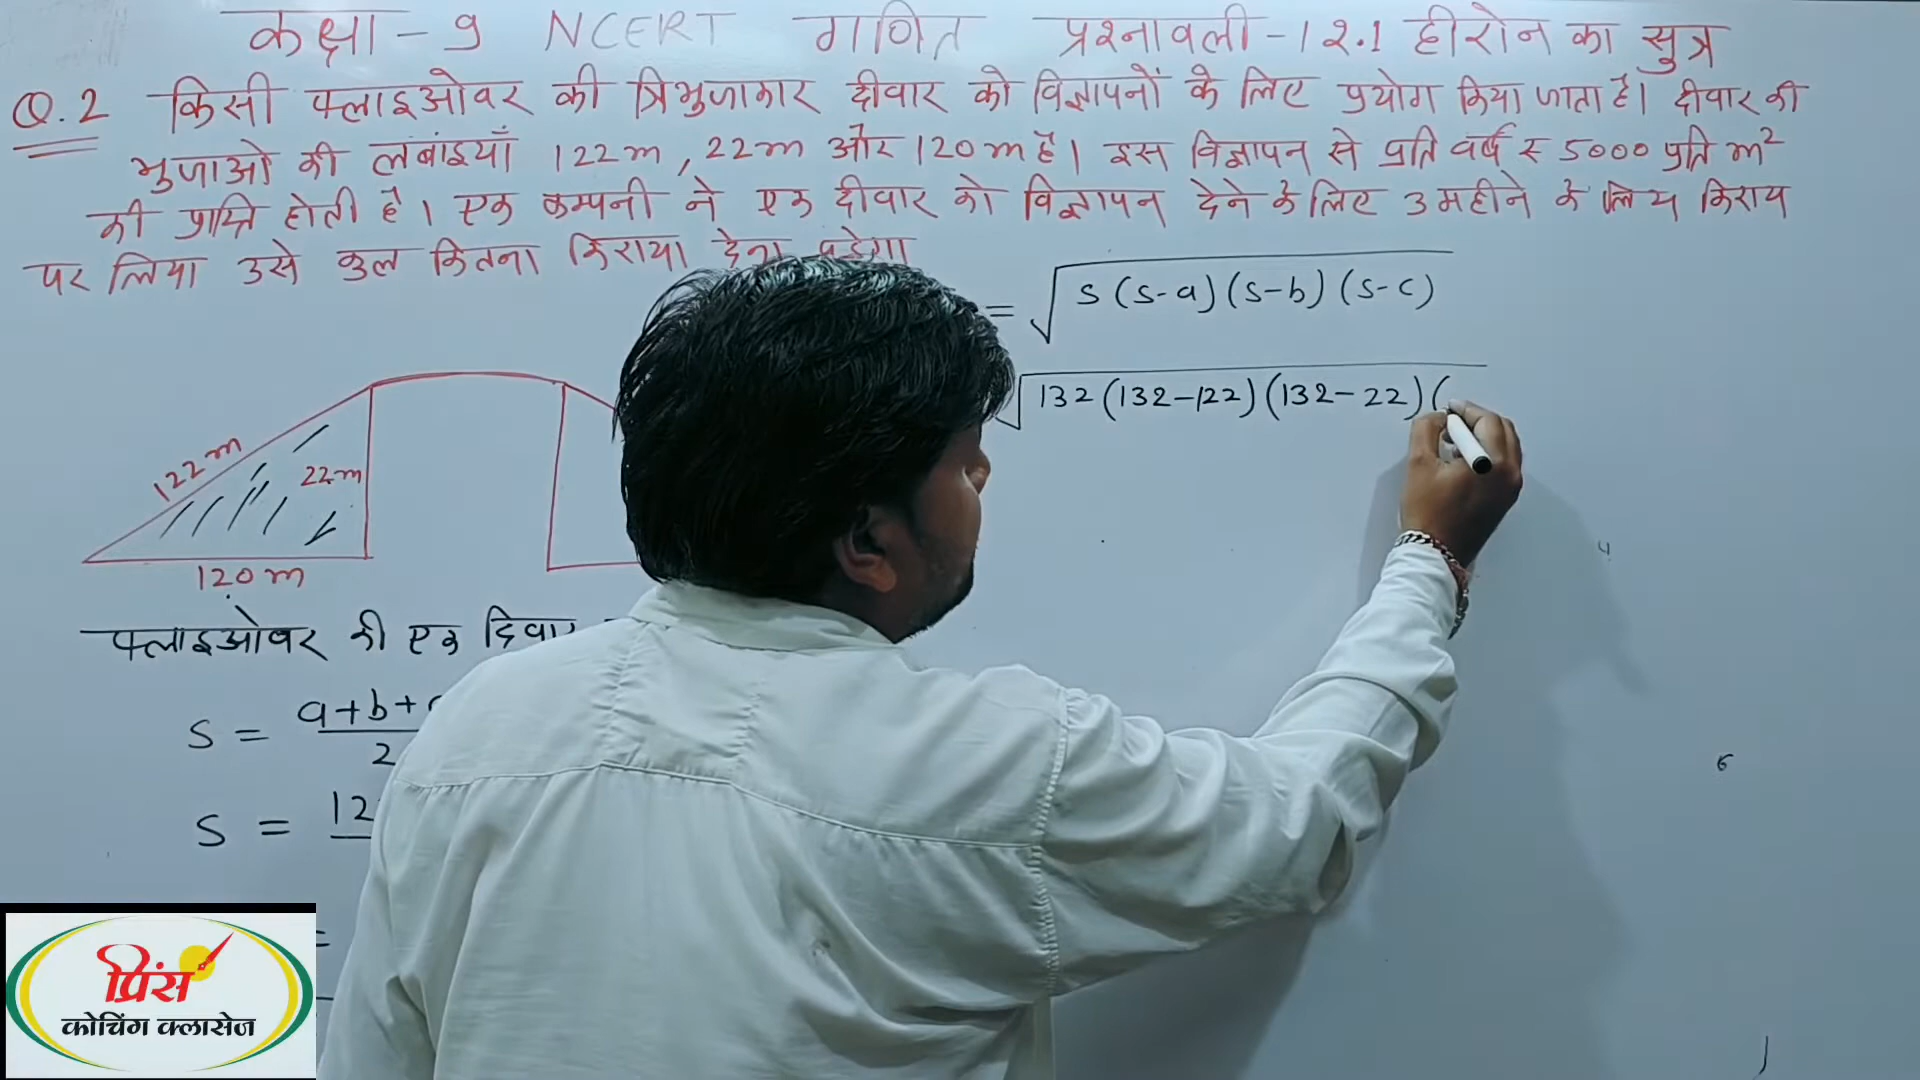 कक्षा - 9 NCERT गणित प्रश्नावली - 12.1 हीरोन का सुत्र
Q.2 किसी फ्लाइओवर की त्रिभुजाकार दीवार को विज्ञापनों के लिए प्रयोग किया जाता है। दीवार की
भुजाओ की लंबांइयाँ 122m, 22m और 120m है। इस विज्ञापन से प्रति वर्ष ₹ 5000 प्रति m²
की प्राप्ति होती है। एक कम्पनी ने एक दीवार को विज्ञापन देने के लिए 3 महीने के लिय किराय
पर लिया उसे कुल कितना किराया देना पडेगा
= √s(s-a)(s-b)(s-c)
√132(132-122)(132-22)(
122m
22m
120m
फ्लाइओवर की एक दिवार
s = a+b+
2
s = 12
=
प्रिंस
कोचिंग क्लासेज